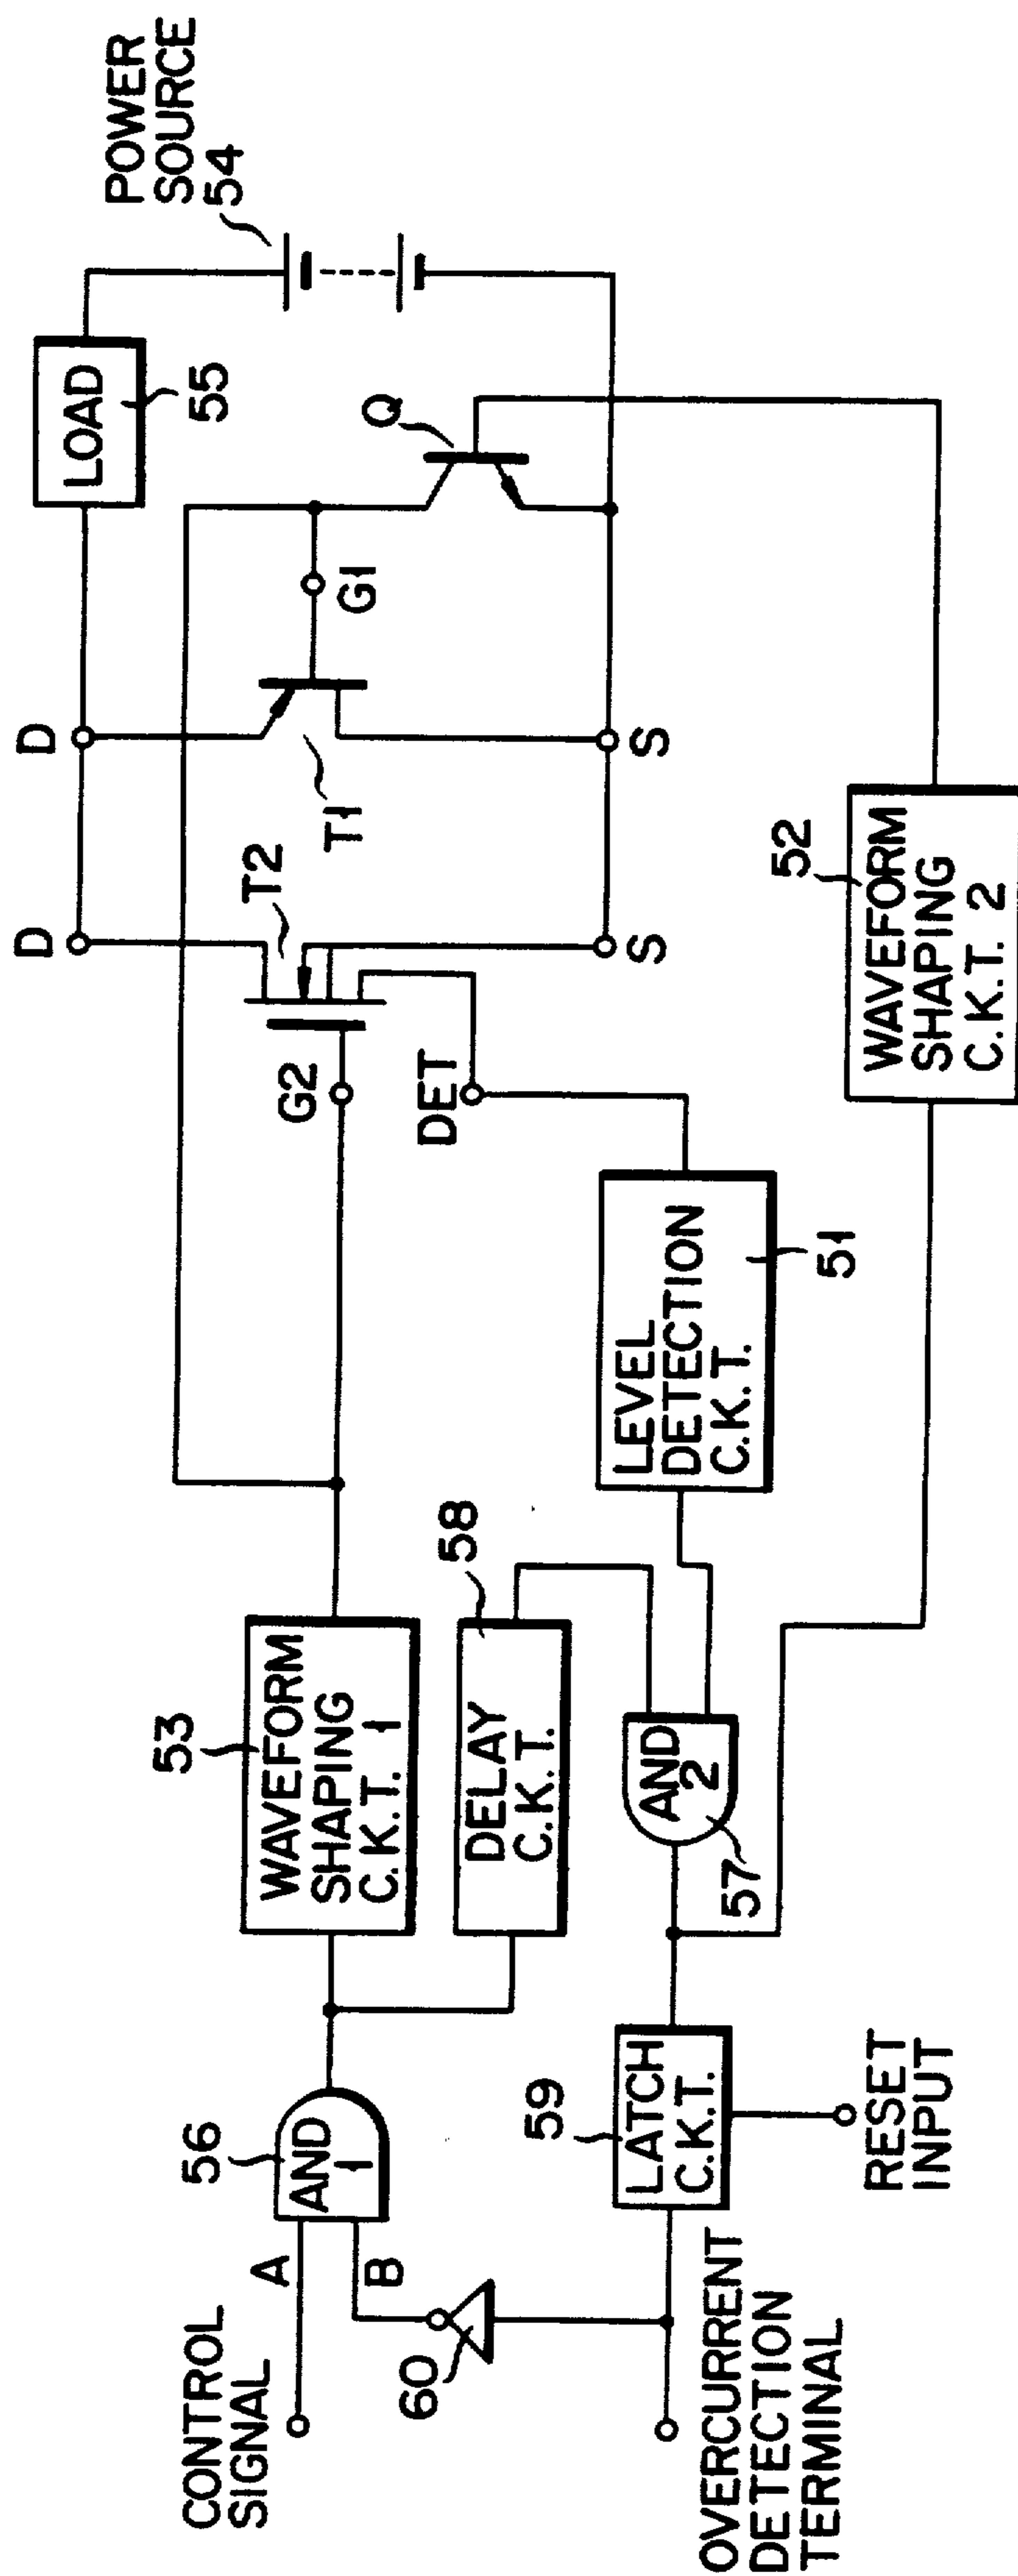 CONTROL
SIGNAL
A
B
56
AND
1
60
OVERCURRENT
DETECTION
TERMINAL
59
LATCH
C.K.T.
RESET
INPUT
53
WAVEFORM
SHAPING
C.K.T. 1
58
DELAY
C.K.T.
AND
2
57
LEVEL
DETECTION
C.K.T.
51
52
WAVEFORM
SHAPING
C.K.T. 2
G2
DET
T2
D
S
T1
D
S
G1
Q
LOAD
55
POWER
SOURCE
54